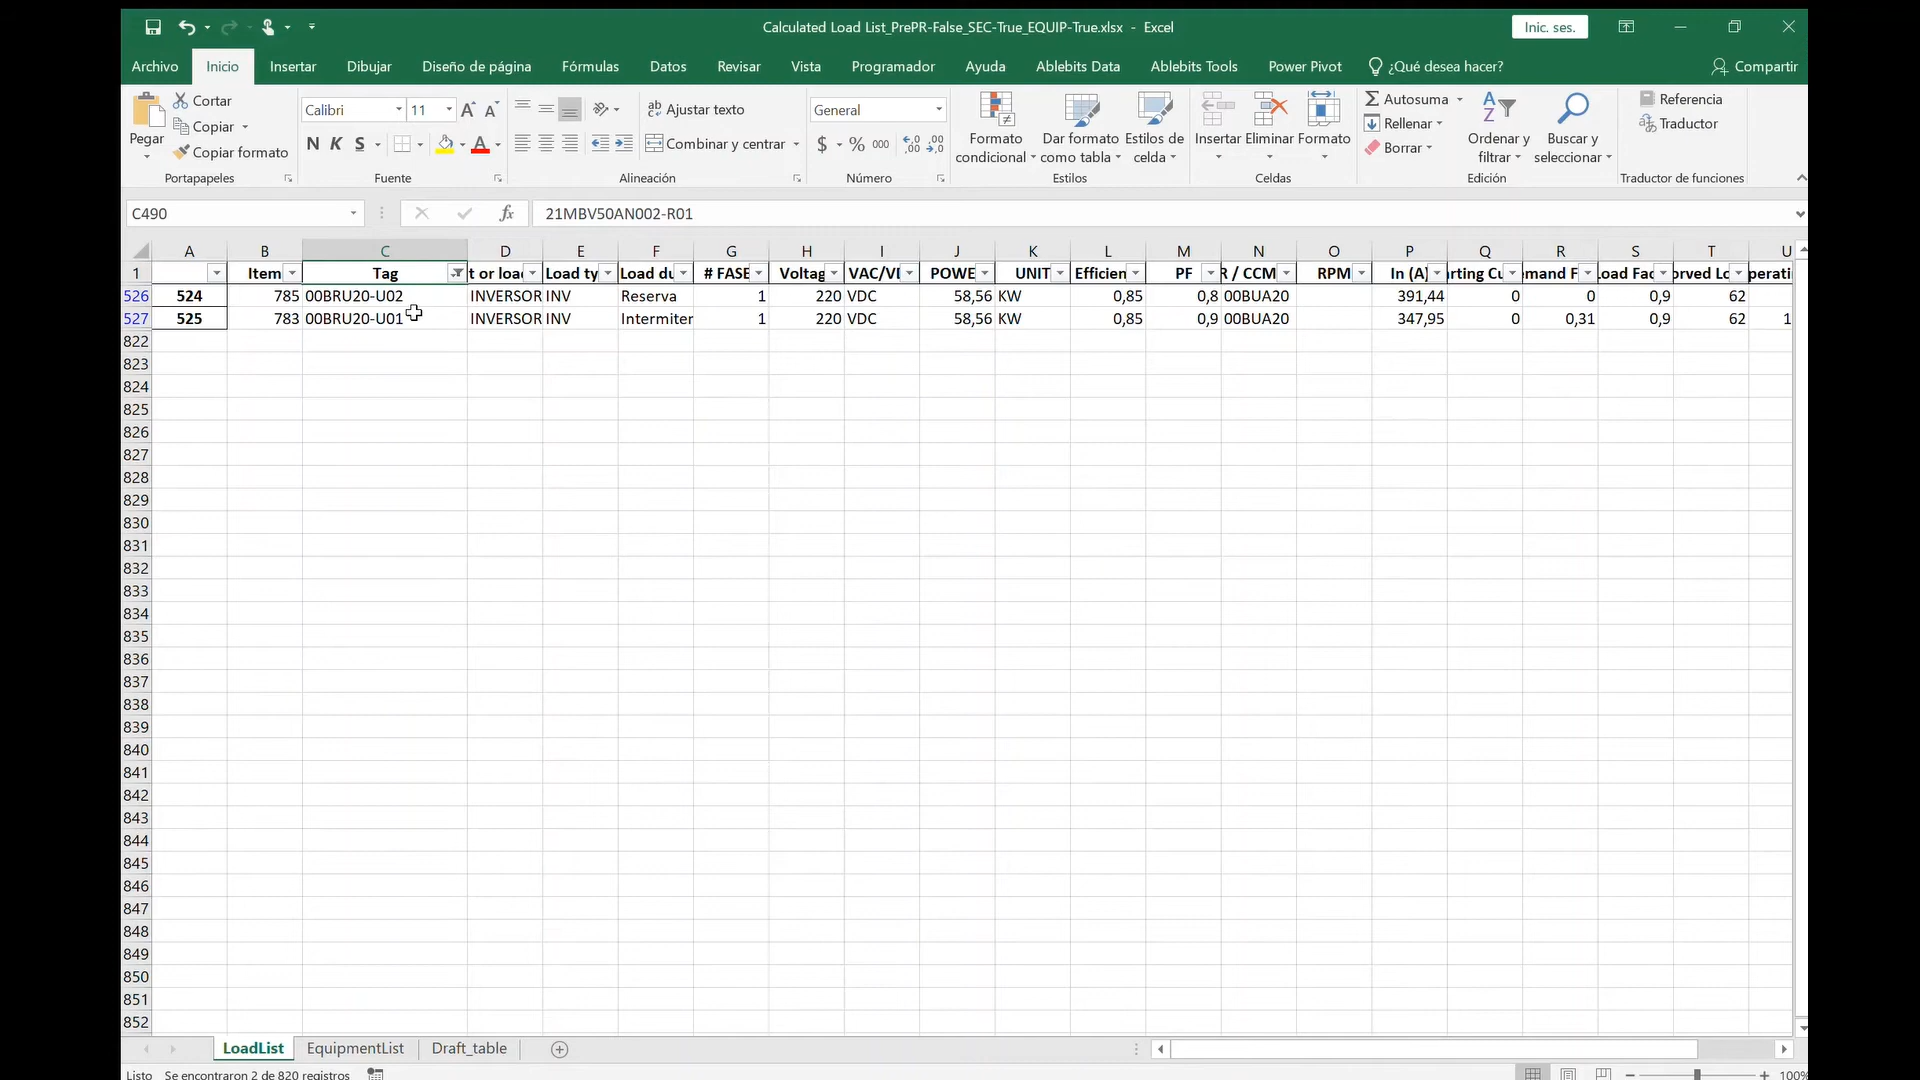 Calculated Load List_PrePR-False_SEC-True_EQUIP-True.xlsx - Excel
Inic. ses.
Archivo Inicio Insertar Dibujar Diseño de página Fórmulas Datos Revisar Vista Programador Ayuda Ablebits Data Ablebits Tools Power Pivot ¿Qué desea hacer? Compartir
Pegar
Cortar
Copiar
Copiar formato
Portapapeles
Calibri 11
N K S
Fuente
Ajustar texto
Combinar y centrar
Alineación
General
$ % 000
Número
Formato condicional
Dar formato como tabla
Estilos de celda
Estilos
Insertar Eliminar Formato
Celdas
Autosuma
Rellenar
Borrar
Ordenar y filtrar
Buscar y seleccionar
Edición
Referencia
Traductor
Traductor de funciones
C490 fx 21MBV50AN002-R01
A B C D E F G H I J K L M N O P Q R S T U
1 Item Tag t or load Load ty Load du # FASE Voltag VAC/VI POWE UNIT Efficien PF R / CCM RPM In (A) rting Cu emand F Load Fac rved Lo perati
526 524 785 00BRU20-U02 INVERSOR INV Reserva 1 220 VDC 58,56 KW 0,85 0,8 00BUA20 391,44 0 0 0,9 62
527 525 783 00BRU20-U01 INVERSOR INV Intermiter 1 220 VDC 58,56 KW 0,85 0,9 00BUA20 347,95 0 0,31 0,9 62 1
822
823
824
825
826
827
828
829
830
831
832
833
834
835
836
837
838
839
840
841
842
843
844
845
846
847
848
849
850
851
852
LoadList EquipmentList Draft_table
Listo Se encontraron 2 de 820 registros 100%